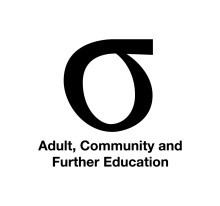 Adult, Community and
Further Education